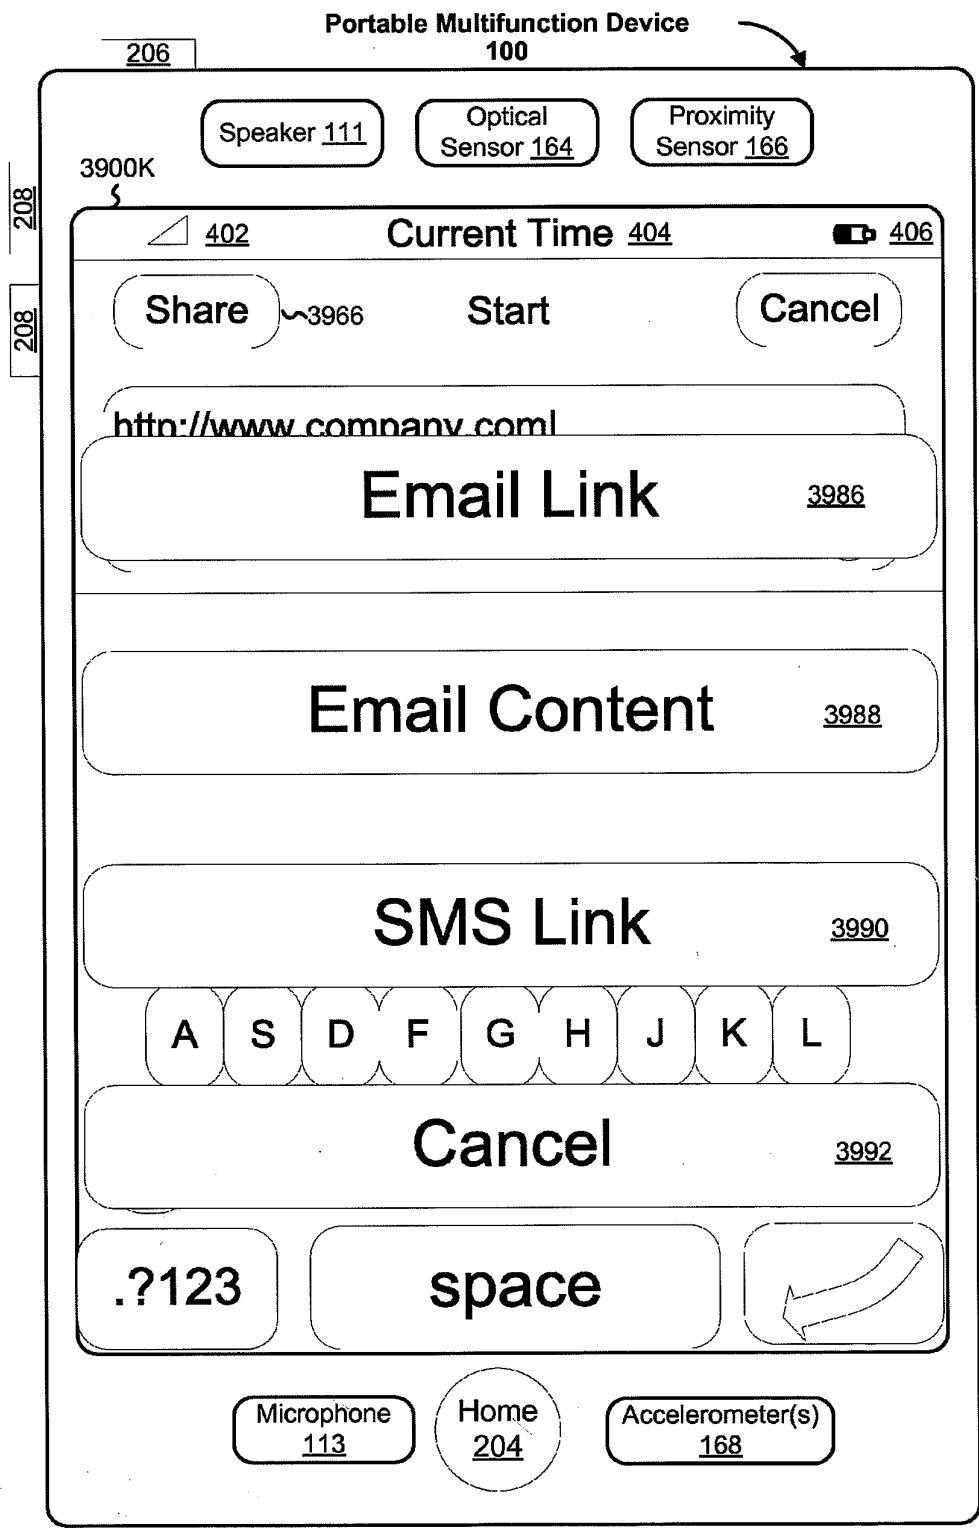 Portable Multifunction Device
100
206
Speaker 111
Optical
Sensor 164
Proximity
Sensor 166
3900K
208
402
Current Time 404
406
208
Share
3966
Start
Cancel
http://www.company.com
Email Link
3986
Email Content
3988
SMS Link
3990
A S D F G H J K L
Cancel
3992
.?123
space
Microphone
113
Home
204
Accelerometer(s)
168